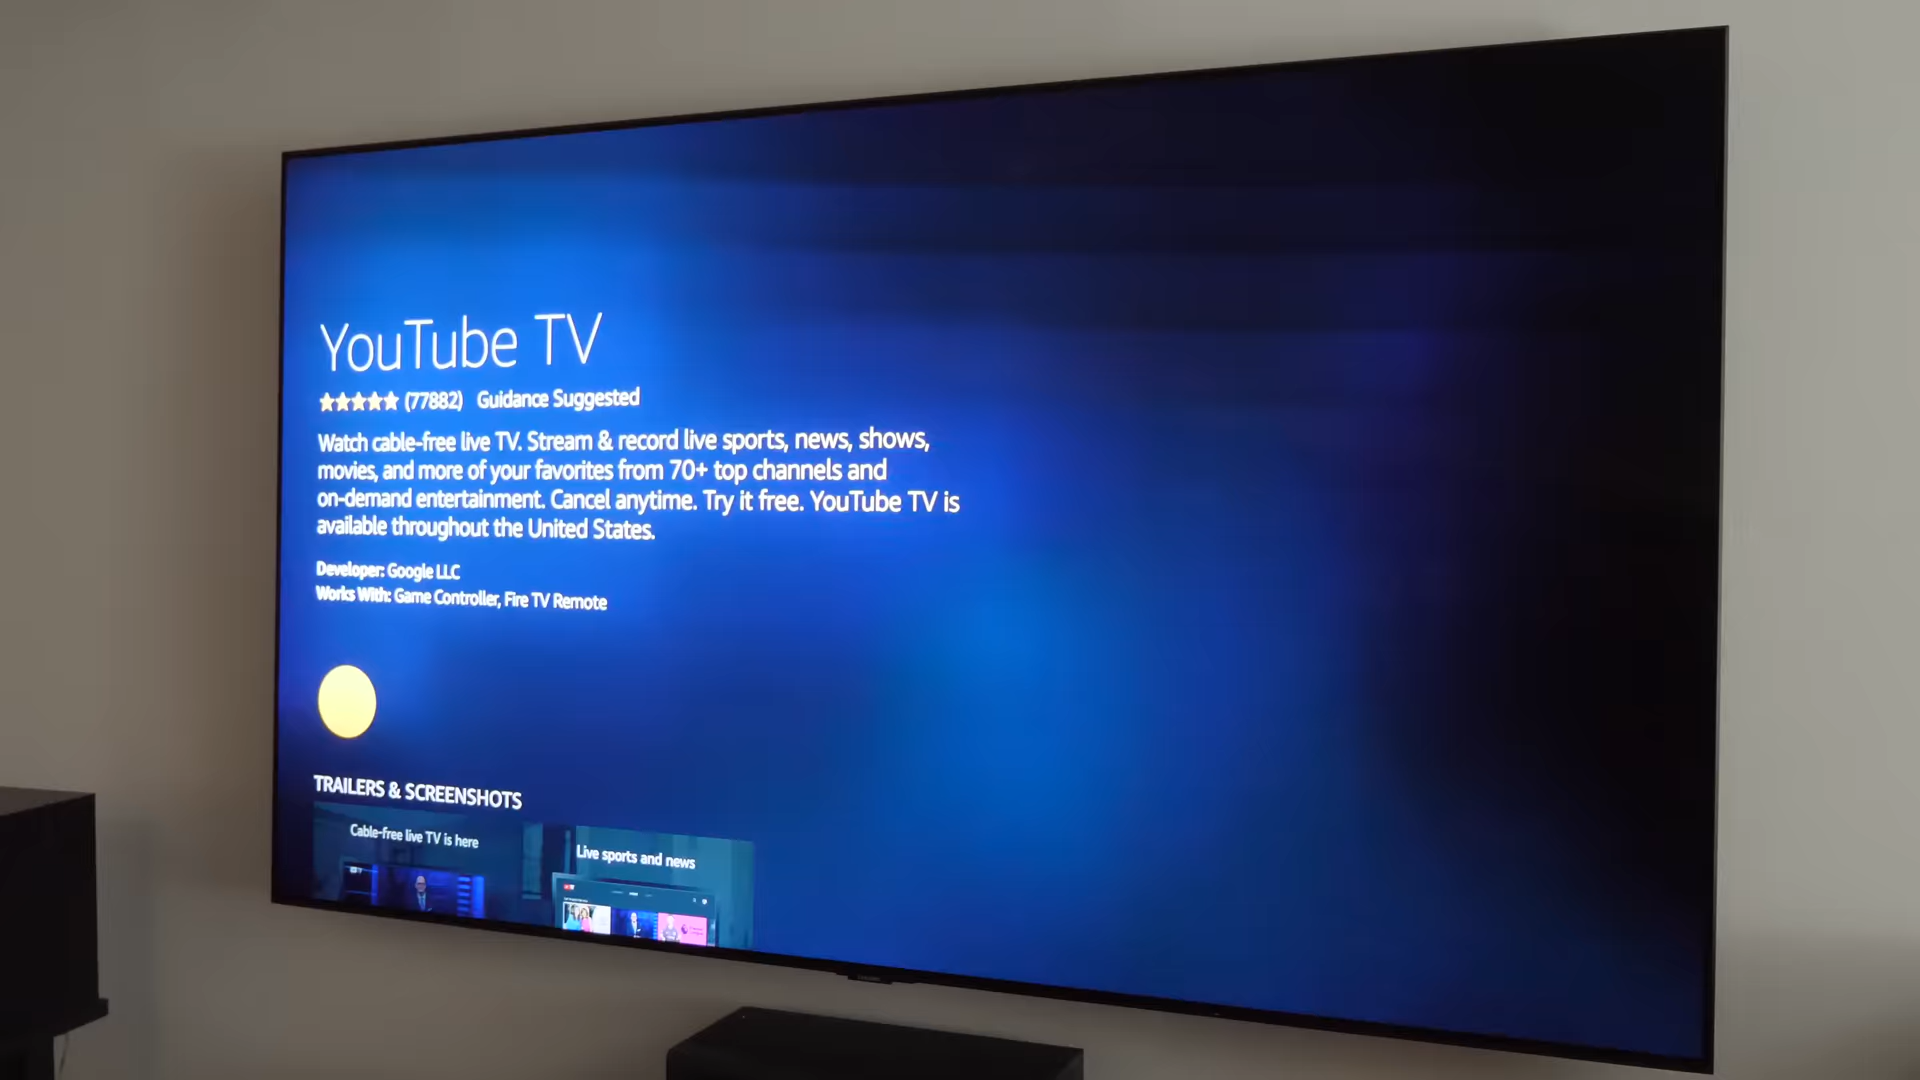 YouTube TV
(77882) Guidance Suggested
Watch cable-free live TV. Stream & record live sports, news, shows,
movies, and more of your favorites from 70+ top channels and
on-demand entertainment. Cancel anytime. Try it free. YouTube TV is
available throughout the United States.
Developer: Google LLC
Works With: Game Controller, Fire TV Remote
TRAILERS & SCREENSHOTS
Cable-free live TV is here
Live sports and news